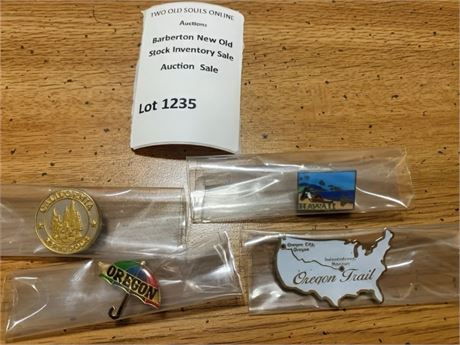 TWO OLD SOULS ONLINE
Auctions
Barberton New Old
Stock Inventory Sale
Auction Sale
Lot 1235
CALIFORNIA
HAWAII
OREGON
Oregon City,
Oregon
Independence,
Missouri
Oregon Trail